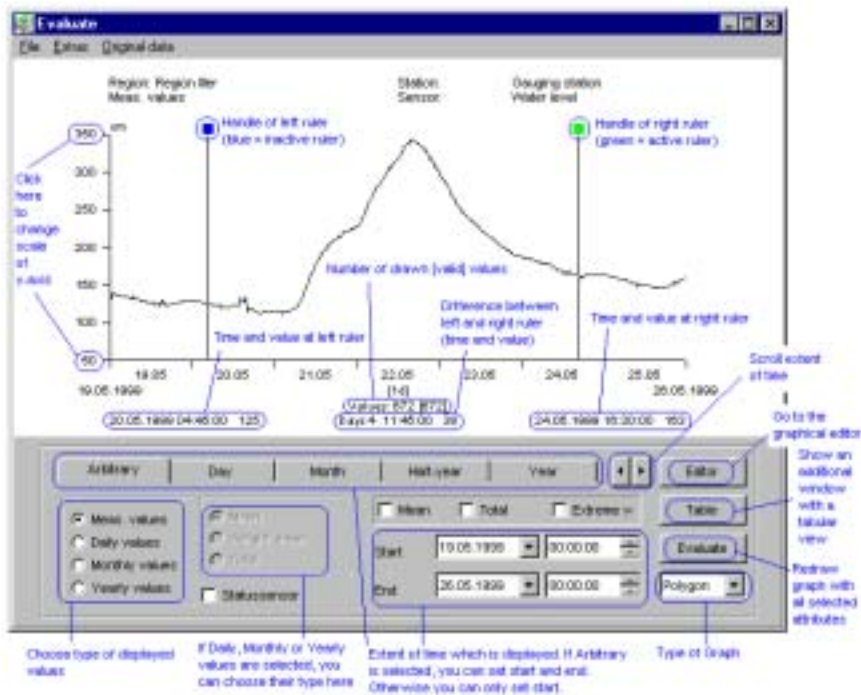 Evaluate
File Extras Original data
Region: Region filter
Meas. values
Station:
Sensor:
Gauging station
Water level
cm
350
300
250
200
150
100
50
Handle of left ruler
(blue = inactive ruler)
Handle of right ruler
(green = active ruler)
Click
here
to
change
scale
of
y-axis
Number of drawn [valid] values
Difference between
left and right ruler
(time and value)
Time and value at left ruler
Time and value at right ruler
19.05 20.05 21.05 22.05 23.05 24.05 25.05
19.05.1999
[1d]
26.05.1999
Values: 672 [672]
20.05.1999 04:45:00 125
Days 4 11:45:00
24.05.1999 16:30:00 163
Scroll extent
of time
Go to the
graphical editor
Show an
additional
window
with a
tabular
view
Redraw
graph with
all selected
attributes
Arbitrary Day Month Half-year Year
Editor
Table
Evaluate
Polygon
Meas. values
Daily values
Monthly values
Yearly values
Statussensor
Mean Total Extreme
Start 19.05.1999 00:00:00
End 26.05.1999 00:00:00
Choose type of displayed
values
If Daily, Monthly or Yearly
values are selected, you
can choose their type here
Extent of time which is displayed. If Arbitrary
is selected, you can set start and end.
Otherwise you can only set start.
Type of Graph